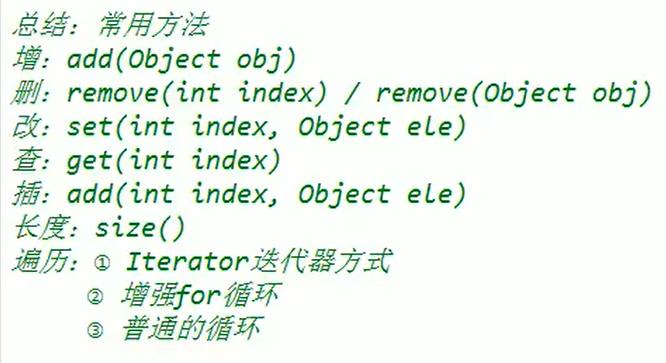 总结：常用方法
增：add(Object obj)
删：remove(int index) / remove(Object obj)
改：set(int index, Object ele)
查：get(int index)
插：add(int index, Object ele)
长度：size()
遍历：① Iterator迭代器方式
② 增强for循环
③ 普通的循环